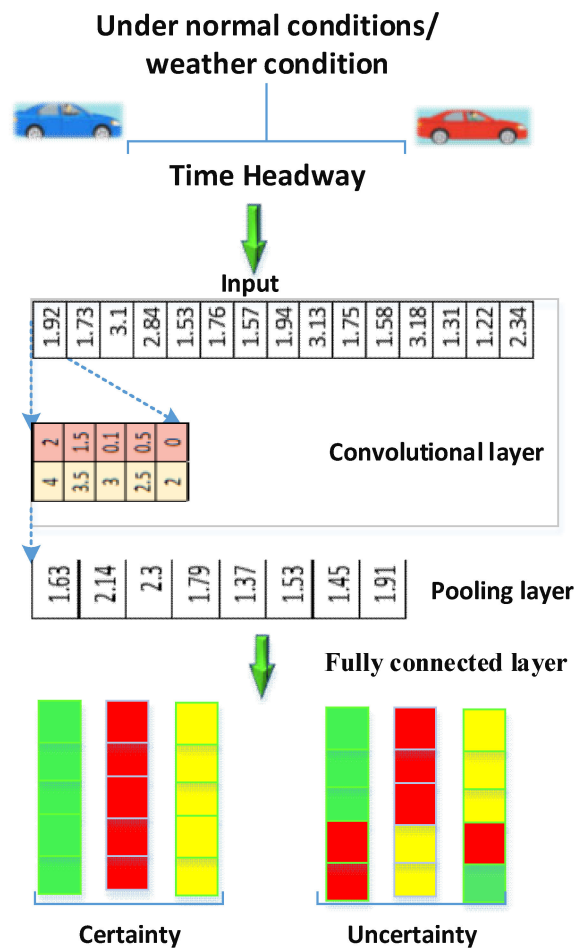 Under normal conditions/
weather condition
Time Headway
Input
1.92 1.73 3.1 2.84 1.53 1.76 1.57 1.94 3.13 1.75 1.58 3.18 1.31 1.22 2.34
2 1.5 0.1 0.5 0
4 3.5 3 2.5 2
Convolutional layer
1.63 2.14 2.3 1.79 1.37 1.53 1.45 1.91
Pooling layer
Fully connected layer
Certainty
Uncertainty